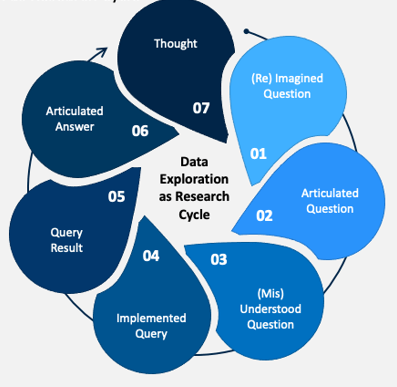 Thought
07
(Re) Imagined
Question
01
Articulated
Question
02
(Mis)
Understood
Question
03
Implemented
Query
04
Query
Result
05
Articulated
Answer
06
Data
Exploration
as Research
Cycle